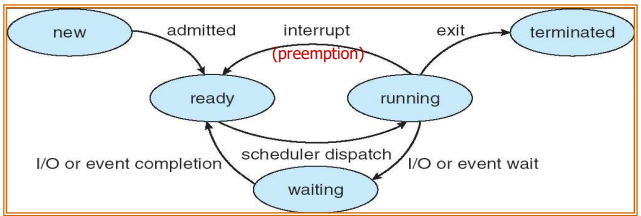 new
admitted
interrupt
exit
terminated
(preemption)
ready
running
I/O or event completion
scheduler dispatch
I/O or event wait
waiting